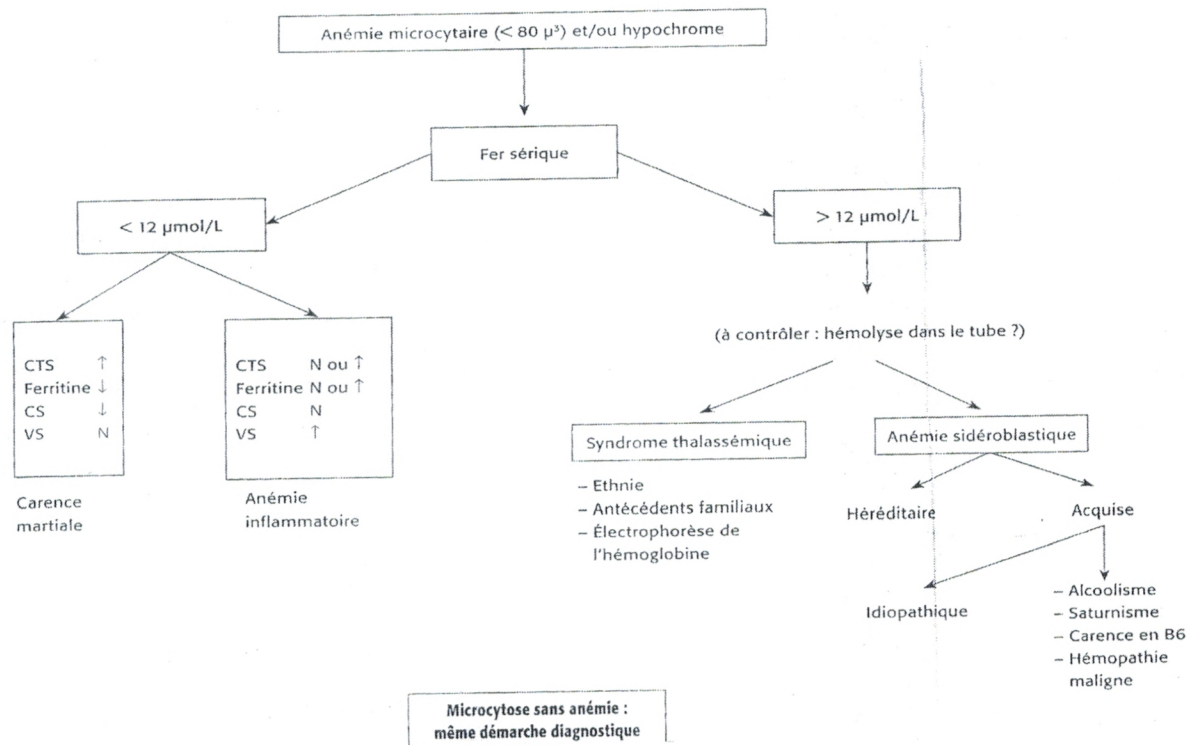 Anémie microcytaire (< 80 µ³) et/ou hypochrome
Fer sérique
< 12 µmol/L
> 12 µmol/L
(à contrôler : hémolyse dans le tube ?)
CTS ↑
Ferritine ↓
CS ↓
VS N
Carence
martiale
CTS N ou ↑
Ferritine N ou ↑
CS N
VS ↑
Anémie
inflammatoire
Syndrome thalassémique
– Ethnie
– Antécédents familiaux
– Électrophorèse de
l'hémoglobine
Anémie sidéroblastique
Héréditaire
Acquise
Idiopathique
– Alcoolisme
– Saturnisme
– Carence en B6
– Hémopathie
maligne
Microcytose sans anémie :
même démarche diagnostique